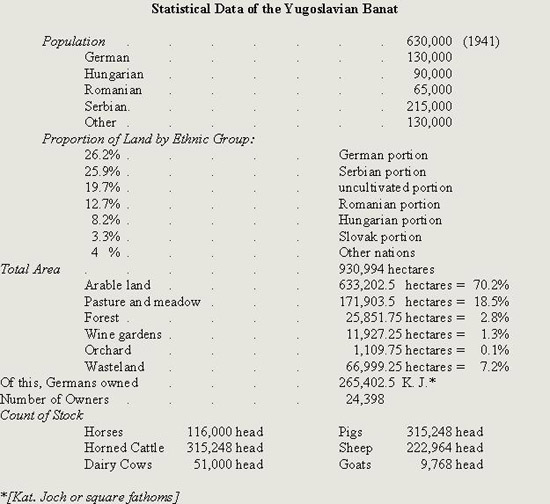 Statistical Data of the Yugoslavian Banat
Population . . . . . . . 630,000 (1941)
German . . . . . . 130,000
Hungarian . . . . . . 90,000
Romanian . . . . . . 65,000
Serbian. . . . . . . 215,000
Other . . . . . . . 130,000
Proportion of Land by Ethnic Group:
26.2% . . . . . German portion
25.9% . . . . . Serbian portion
19.7% . . . . . uncultivated portion
12.7% . . . . . Romanian portion
8.2% . . . . . Hungarian portion
3.3% . . . . . Slovak portion
4 % . . . . . Other nations
Total Area . . . . . 930,994 hectares
Arable land . . . . 633,202.5 hectares = 70.2%
Pasture and meadow . . . . 171,903.5 hectares = 18.5%
Forest . . . . . 25,851.75 hectares = 2.8%
Wine gardens . . . . . 11,927.25 hectares = 1.3%
Orchard . . . . . 1,109.75 hectares = 0.1%
Wasteland . . . . . 66,999.25 hectares = 7.2%
Of this, Germans owned . . . . 265,402.5 K. J.*
Number of Owners . . . . . 24,398
Count of Stock
Horses 116,000 head Pigs 315,248 head
Horned Cattle 315,248 head Sheep 222,964 head
Dairy Cows 51,000 head Goats 9,768 head
*[Kat. Joch or square fathoms]